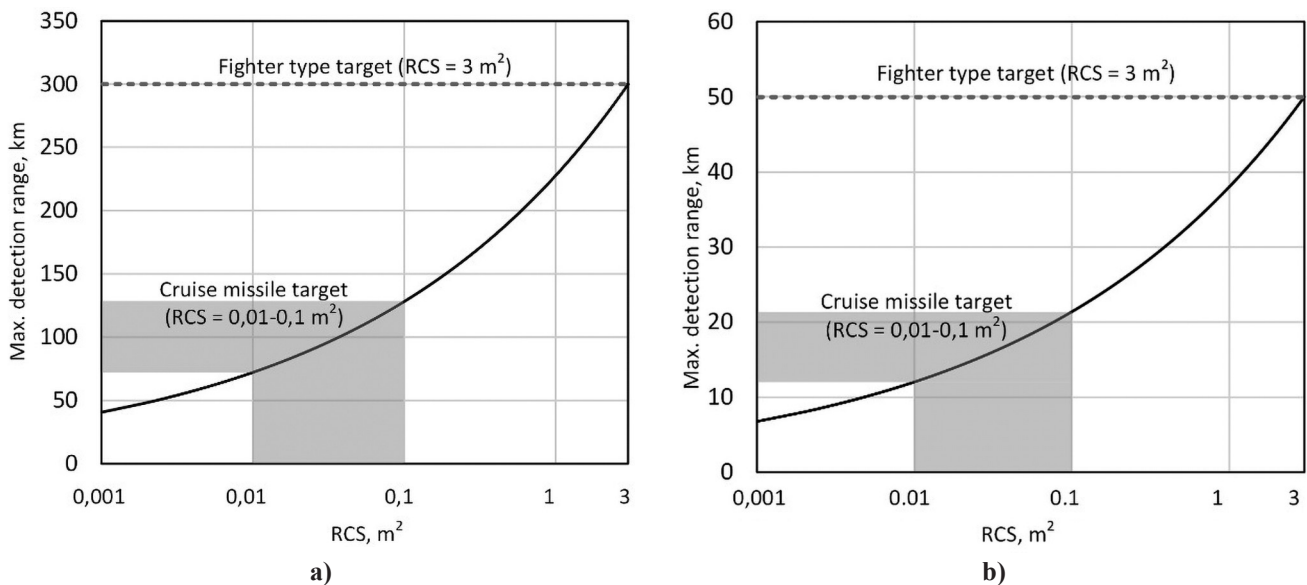 350
300
250
200
150
100
50
0
Max. detection range, km
Fighter type target (RCS = 3 m²)
Cruise missile target
(RCS = 0,01-0,1 m²)
0,001 0,01 0,1 1 3
RCS, m²
a)
60
50
40
30
20
10
0
Max. detection range, km
Fighter type target (RCS = 3 m²)
Cruise missile target
(RCS = 0,01-0,1 m²)
0,001 0.01 0.1 1 3
RCS, m²
b)